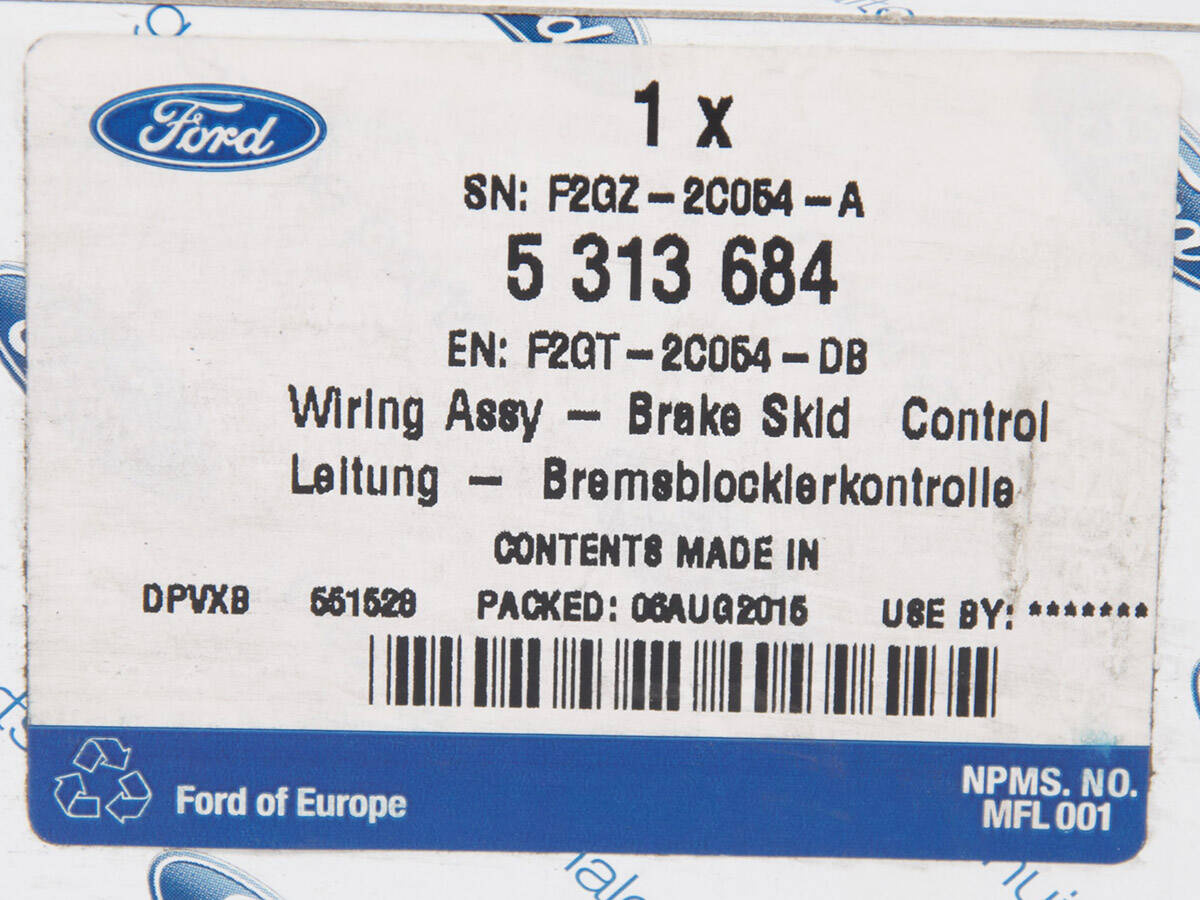 Ford
1 x
SN: F2GZ - 2C054 - A
5 313 684
EN: F2GT - 2C054 - DB
Wiring Assy - Brake Skid Control
Leitung - Bremsblockierkontrolle
CONTENTS MADE IN
DPVXB 551528 PACKED: 06AUG2015 USE BY: *******
Ford of Europe
NPMS. NO.
MFL 001